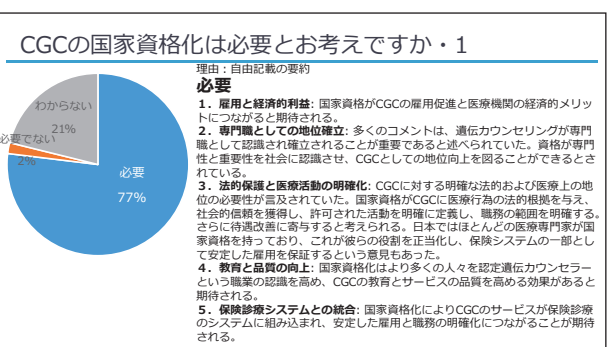 CGCの国家資格化は必要とお考えですか・1
理由：自由記載の要約
必要
1．雇用と経済的利益: 国家資格がCGCの雇用促進と医療機関の経済的メリッ
トにつながると期待される。
2．専門職としての地位確立: 多くのコメントは、遺伝カウンセリングが専門
職として認識され確立されることが重要であると述べられていた。資格が専門
性と重要性を社会に認識させ、CGCとしての地位向上を図ることができるとさ
れている。
3．法的保護と医療活動の明確化: CGCに対する明確な法的および医療上の地
位の必要性が言及されていた。国家資格がCGCに医療行為の法的根拠を与え、
社会的信頼を獲得し、許可された活動を明確に定義し、職務の範囲を明確する。
さらに待遇改善に寄与すると考えられる。日本ではほとんどの医療専門家が国
家資格を持っており、これが彼らの役割を正当化し、保険システムの一部とし
て安定した雇用を保証するという意見もあった。
4．教育と品質の向上: 国家資格化はより多くの人々を認定遺伝カウンセラー
という職業の認識を高め、CGCの教育とサービスの品質を高める効果があると
期待される。
5．保険診療システムとの統合: 国家資格化によりCGCのサービスが保険診療
のシステムに組み込まれ、安定した雇用と職務の明確化につながることが期待
される。
わからない
21%
必要でない
2%
必要
77%